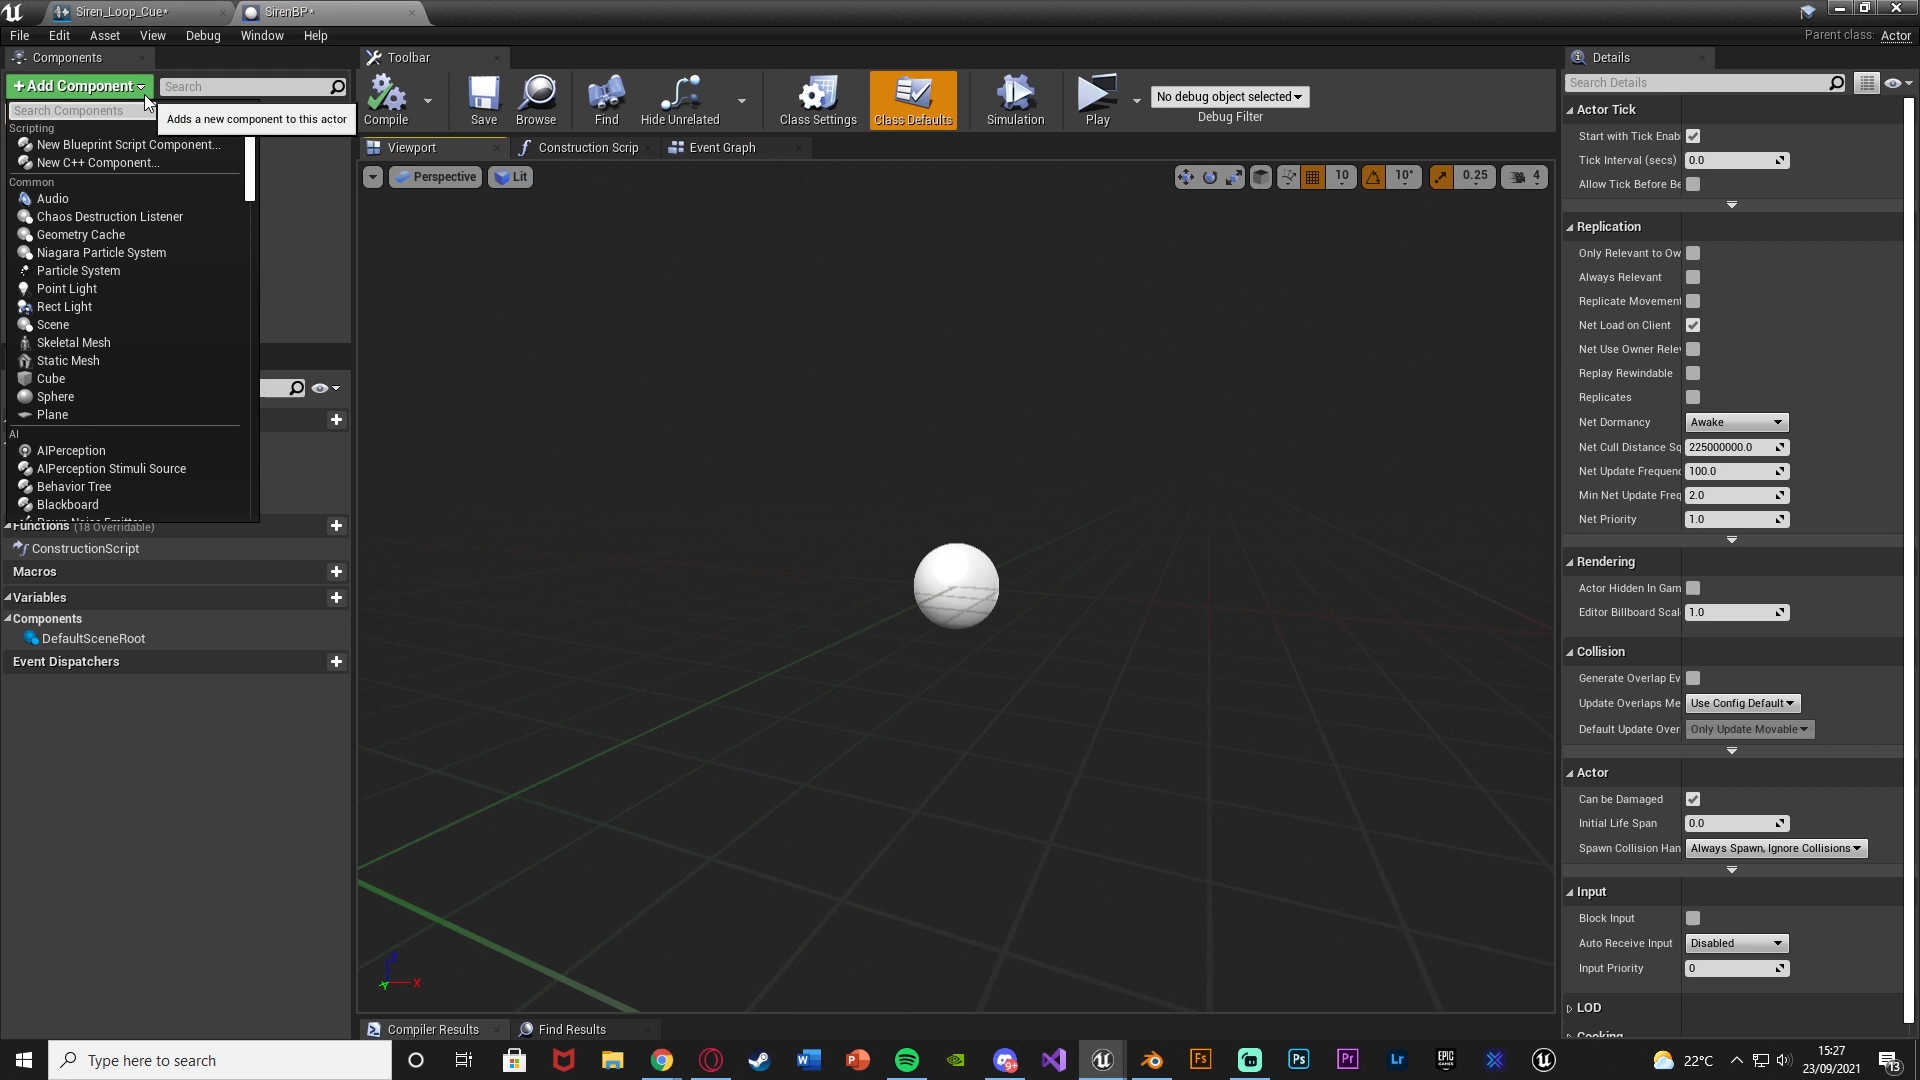 Siren_Loop_Cue*
SirenBP*
File Edit Asset View Debug Window Help
Parent class: Actor
Components
Toolbar
Details
+ Add Component
Search
Search Components
Adds a new component to this actor
Scripting
New Blueprint Script Component...
New C++ Component...
Common
Audio
Chaos Destruction Listener
Geometry Cache
Niagara Particle System
Particle System
Point Light
Rect Light
Scene
Skeletal Mesh
Static Mesh
Cube
Sphere
Plane
AI
AIPerception
AIPerception Stimuli Source
Behavior Tree
Blackboard
Functions (18 Overridable)
ConstructionScript
Macros
Variables
Components
DefaultSceneRoot
Event Dispatchers
Compile
Save
Browse
Find
Hide Unrelated
Class Settings
Class Defaults
Simulation
Play
No debug object selected
Debug Filter
Viewport
Construction Scrip
Event Graph
Perspective
Lit
10
10°
0.25
4
Z
X
Y
Compiler Results
Find Results
Search Details
Actor Tick
Start with Tick Enab
Tick Interval (secs) 0.0
Allow Tick Before Be
Replication
Only Relevant to Ow
Always Relevant
Replicate Movement
Net Load on Client
Net Use Owner Rele
Replay Rewindable
Replicates
Net Dormancy Awake
Net Cull Distance Sq 225000000.0
Net Update Frequenc 100.0
Min Net Update Freq 2.0
Net Priority 1.0
Rendering
Actor Hidden In Gam
Editor Billboard Scal 1.0
Collision
Generate Overlap Ev
Update Overlaps Me Use Config Default
Default Update Over Only Update Movable
Actor
Can be Damaged
Initial Life Span 0.0
Spawn Collision Han Always Spawn, Ignore Collisions
Input
Block Input
Auto Receive Input Disabled
Input Priority 0
LOD
Type here to search
22°C
15:27
23/09/2021
13